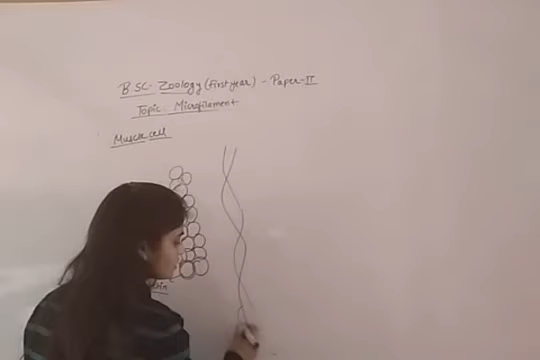 B.SC. Zoology (first year) - Paper-II
Topic. Microfilament
Muscle cell